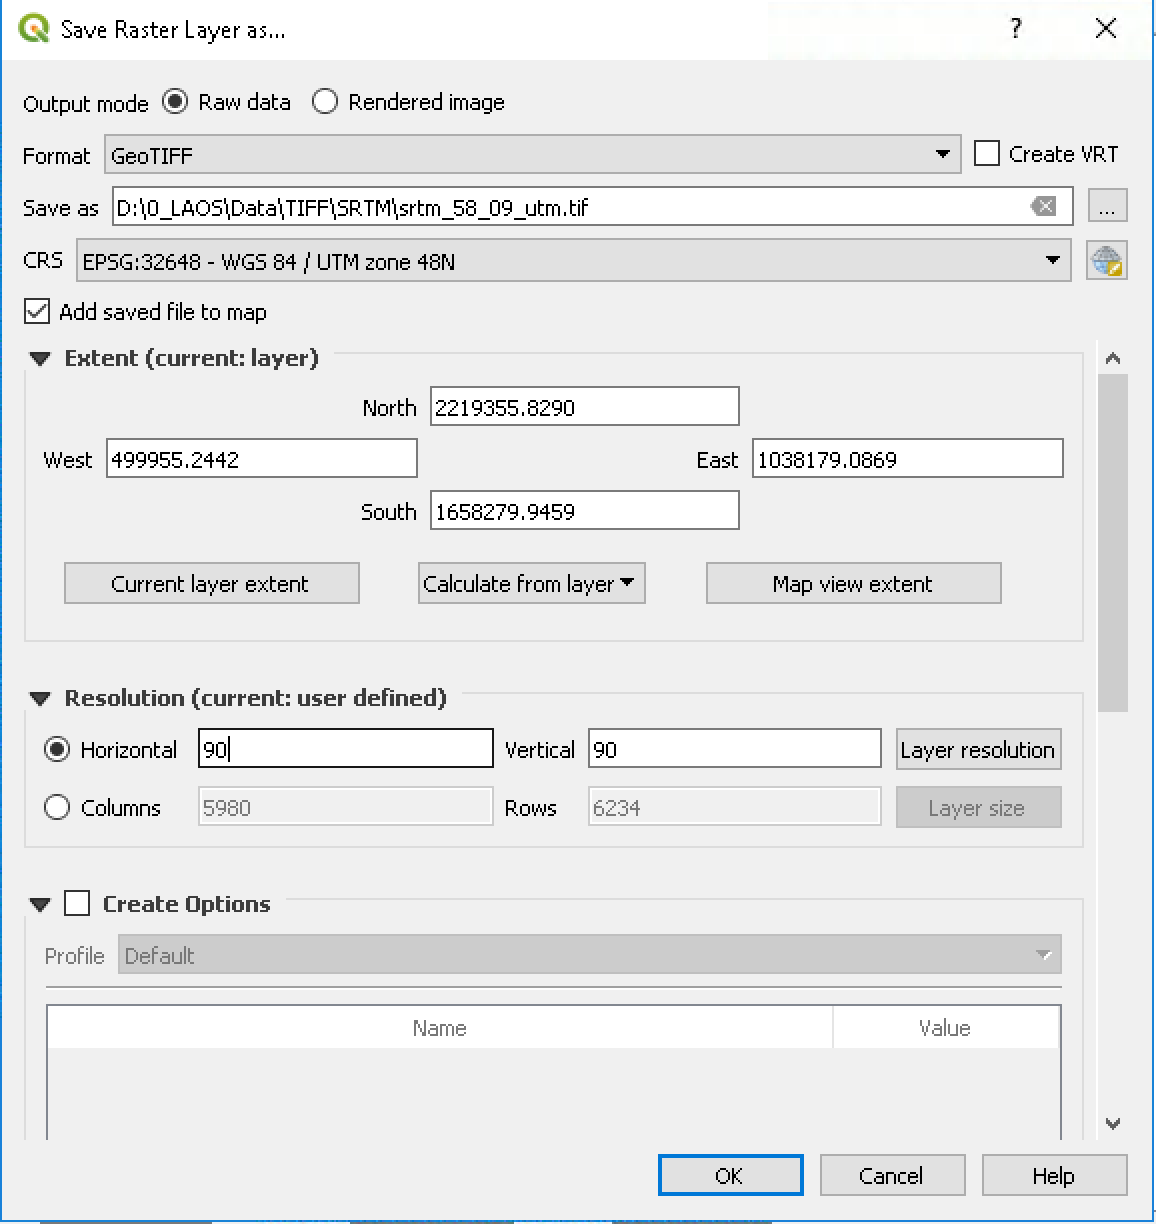 Save Raster Layer as...
?
Output mode Raw data Rendered image
Format GeoTIFF Create VRT
Save as D:\0_LAOS\Data\TIFF\SRTM\srtm_58_09_utm.tif ...
CRS EPSG:32648 - WGS 84 / UTM zone 48N
Add saved file to map
Extent (current: layer)
North 2219355.8290
West 499955.2442 East 1038179.0869
South 1658279.9459
Current layer extent Calculate from layer Map view extent
Resolution (current: user defined)
Horizontal 90 Vertical 90 Layer resolution
Columns 5980 Rows 6234 Layer size
Create Options
Profile Default
Name Value
OK Cancel Help